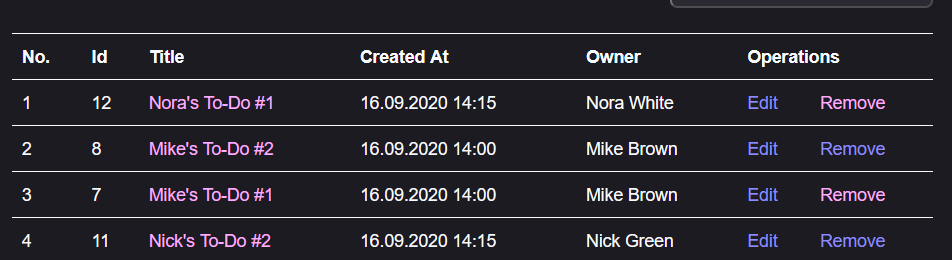 No. Id Title Created At Owner Operations
1 12 Nora's To-Do #1 16.09.2020 14:15 Nora White Edit Remove
2 8 Mike's To-Do #2 16.09.2020 14:00 Mike Brown Edit Remove
3 7 Mike's To-Do #1 16.09.2020 14:00 Mike Brown Edit Remove
4 11 Nick's To-Do #2 16.09.2020 14:15 Nick Green Edit Remove